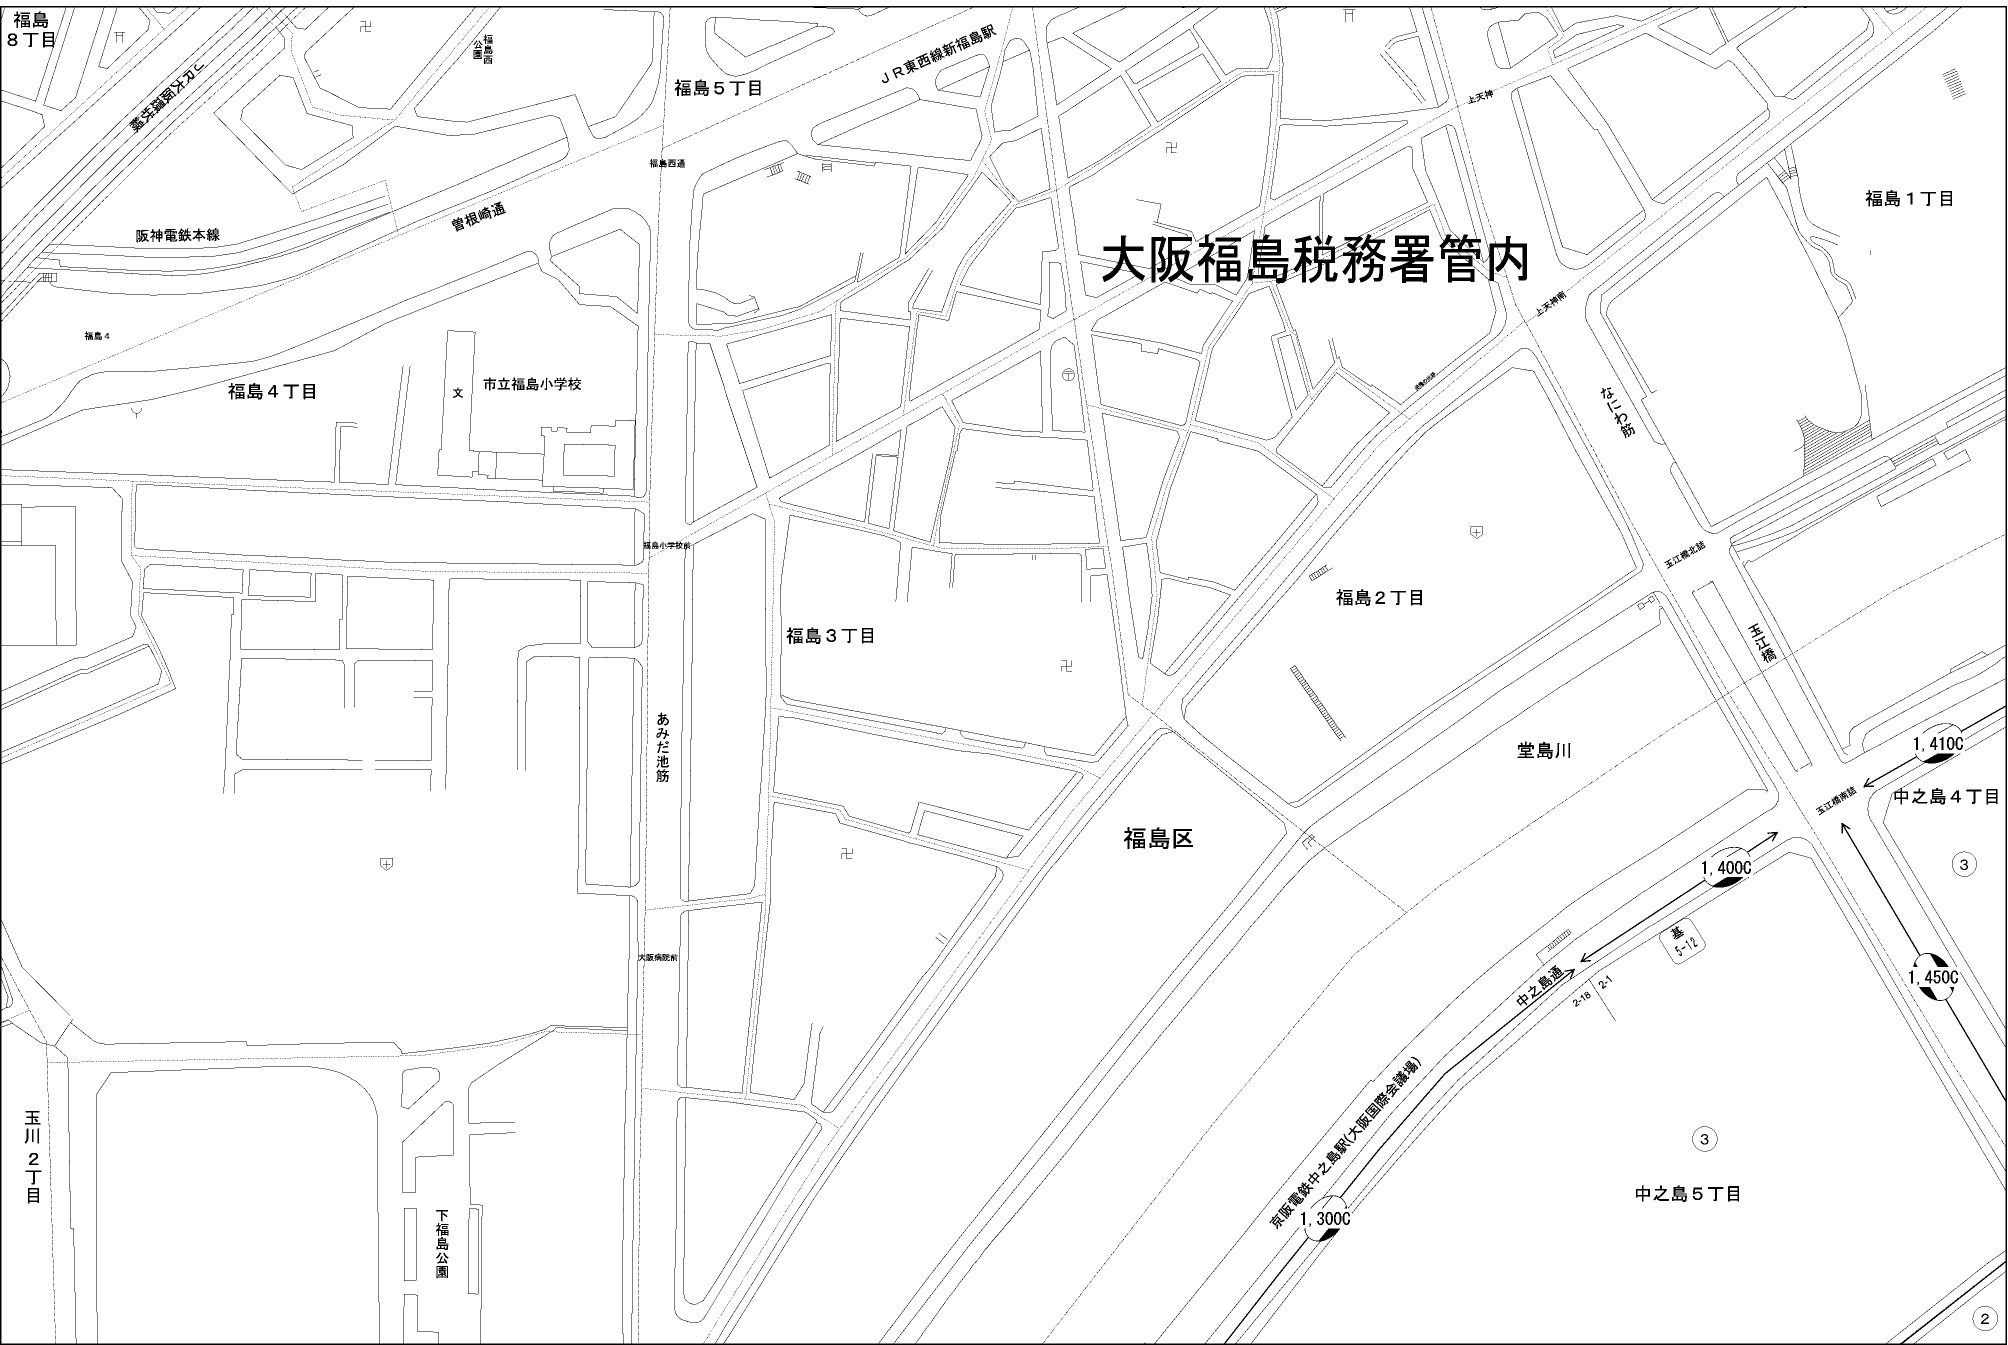 福島
８丁目
ＪＲ大阪環状線
福島西
公園
福島５丁目
ＪＲ東西線新福島駅
上天神
福島西通
福島１丁目
曽根崎通
阪神電鉄本線
大阪福島税務署管内
上天神南
福島４
福島４丁目
文
市立福島小学校
なにわ筋
福島小学校前
玉江橋北詰
福島２丁目
福島３丁目
玉江橋
あみだ池筋
堂島川
1,410C
中之島４丁目
玉江橋南詰
福島区
1,400C
3
基
5-12
大阪病院前
1,450C
中之島通
2-18
2-1
京阪電鉄中之島駅(大阪国際会議場)
玉川２丁目
3
中之島５丁目
下福島公園
1,300C
2